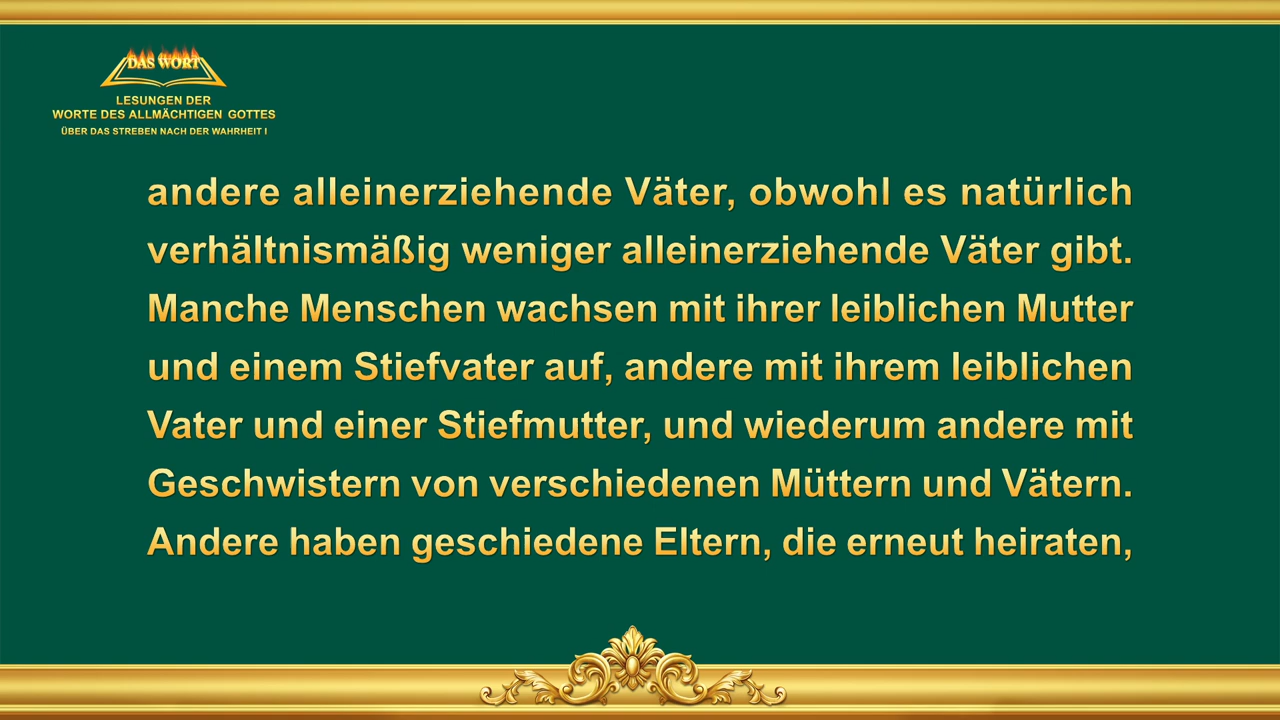 DAS WORT
LESUNGEN DER
WORTE DES ALLMÄCHTIGEN GOTTES
ÜBER DAS STREBEN NACH DER WAHRHEIT I
andere alleinerziehende Väter, obwohl es natürlich
verhältnismäßig weniger alleinerziehende Väter gibt.
Manche Menschen wachsen mit ihrer leiblichen Mutter
und einem Stiefvater auf, andere mit ihrem leiblichen
Vater und einer Stiefmutter, und wiederum andere mit
Geschwistern von verschiedenen Müttern und Vätern.
Andere haben geschiedene Eltern, die erneut heiraten,